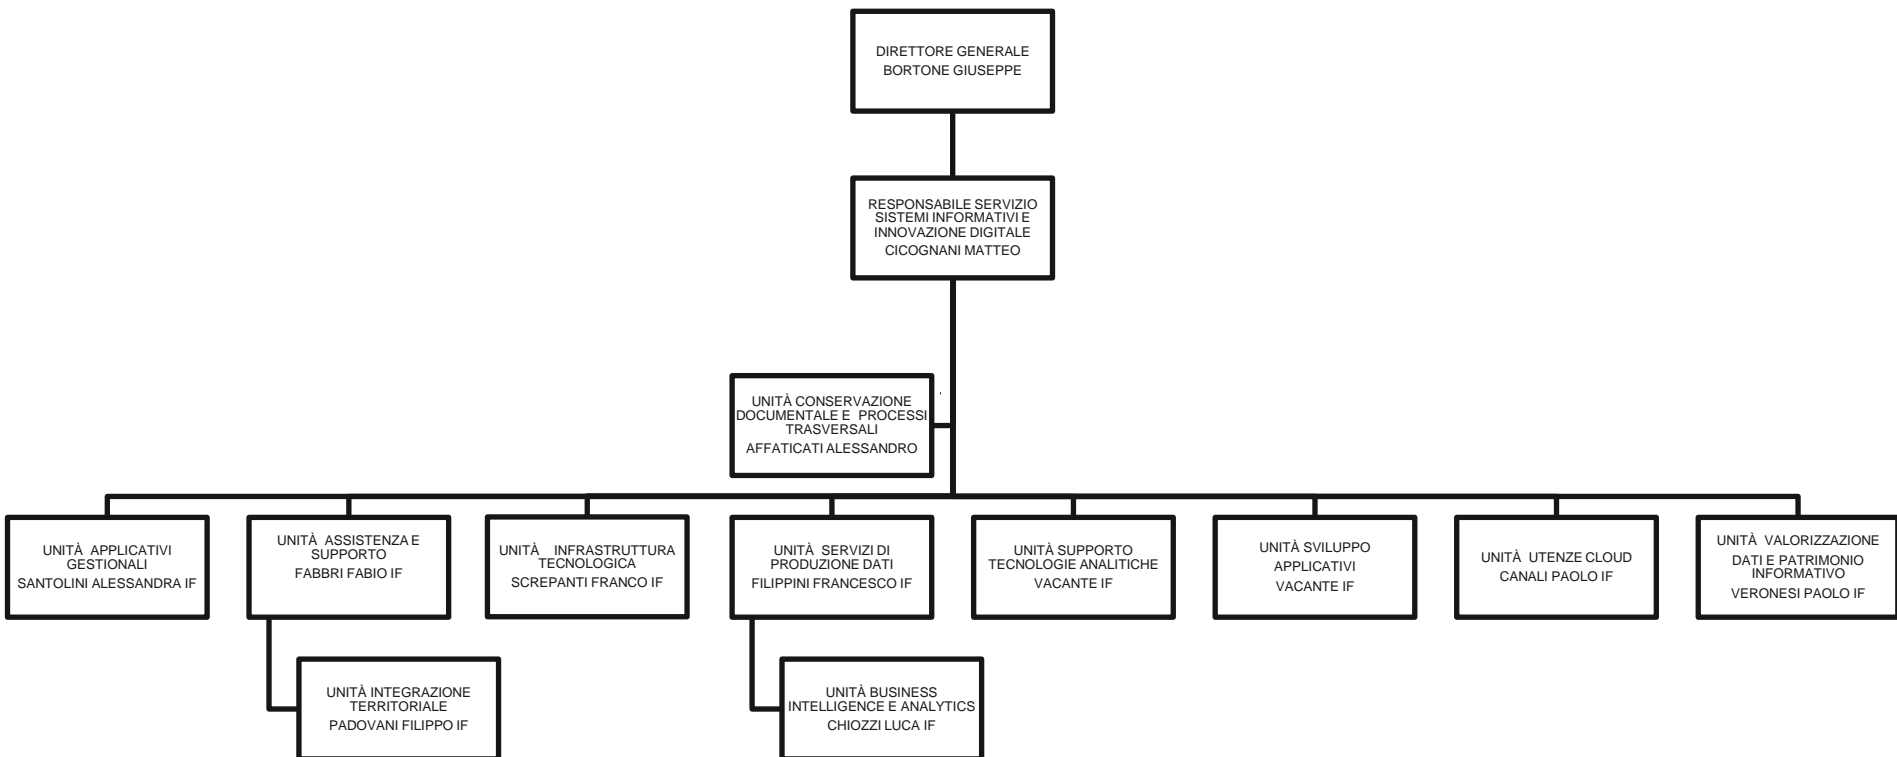 DIRETTORE GENERALE
BORTONE GIUSEPPE
RESPONSABILE SERVIZIO
SISTEMI INFORMATIVI E
INNOVAZIONE DIGITALE
CICOGNANI MATTEO
UNITÀ CONSERVAZIONE
DOCUMENTALE E PROCESSI
TRASVERSALI
AFFATICATI ALESSANDRO
UNITÀ APPLICATIVI
GESTIONALI
SANTOLINI ALESSANDRA IF
UNITÀ ASSISTENZA E
SUPPORTO
FABBRI FABIO IF
UNITÀ INFRASTRUTTURA
TECNOLOGICA
SCREPANTI FRANCO IF
UNITÀ SERVIZI DI
PRODUZIONE DATI
FILIPPINI FRANCESCO IF
UNITÀ SUPPORTO
TECNOLOGIE ANALITICHE
VACANTE IF
UNITÀ SVILUPPO
APPLICATIVI
VACANTE IF
UNITÀ UTENZE CLOUD
CANALI PAOLO IF
UNITÀ VALORIZZAZIONE
DATI E PATRIMONIO
INFORMATIVO
VERONESI PAOLO IF
UNITÀ INTEGRAZIONE
TERRITORIALE
PADOVANI FILIPPO IF
UNITÀ BUSINESS
INTELLIGENCE E ANALYTICS
CHIOZZI LUCA IF